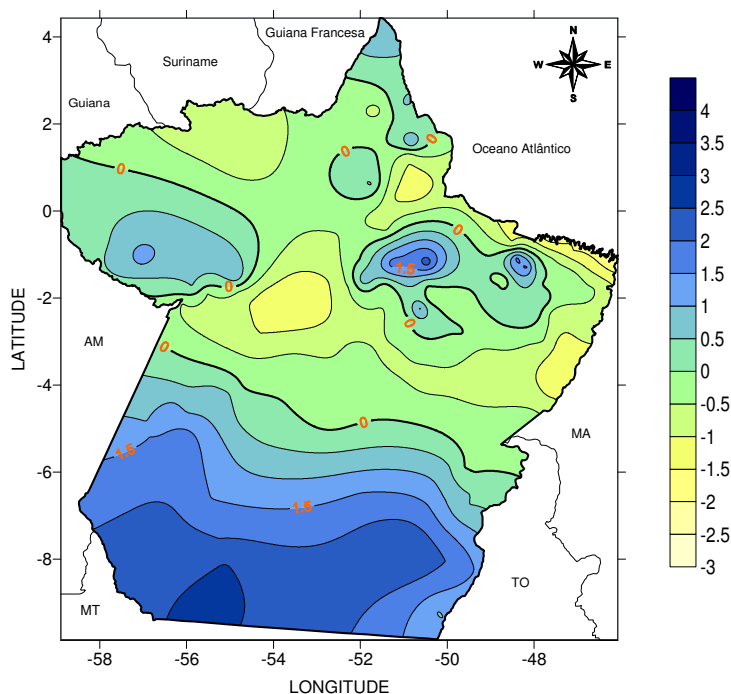 Guiana Francesa
Suriname
Guiana
Oceano Atlântico
N
W
E
S
AM
MA
TO
MT
0
0
0
0
0
0
0
0
1.5
1.5
1.5
4
2
0
-2
-4
-6
-8
LATITUDE
-58
-56
-54
-52
-50
-48
LONGITUDE
4
3.5
3
2.5
2
1.5
1
0.5
0
-0.5
-1
-1.5
-2
-2.5
-3